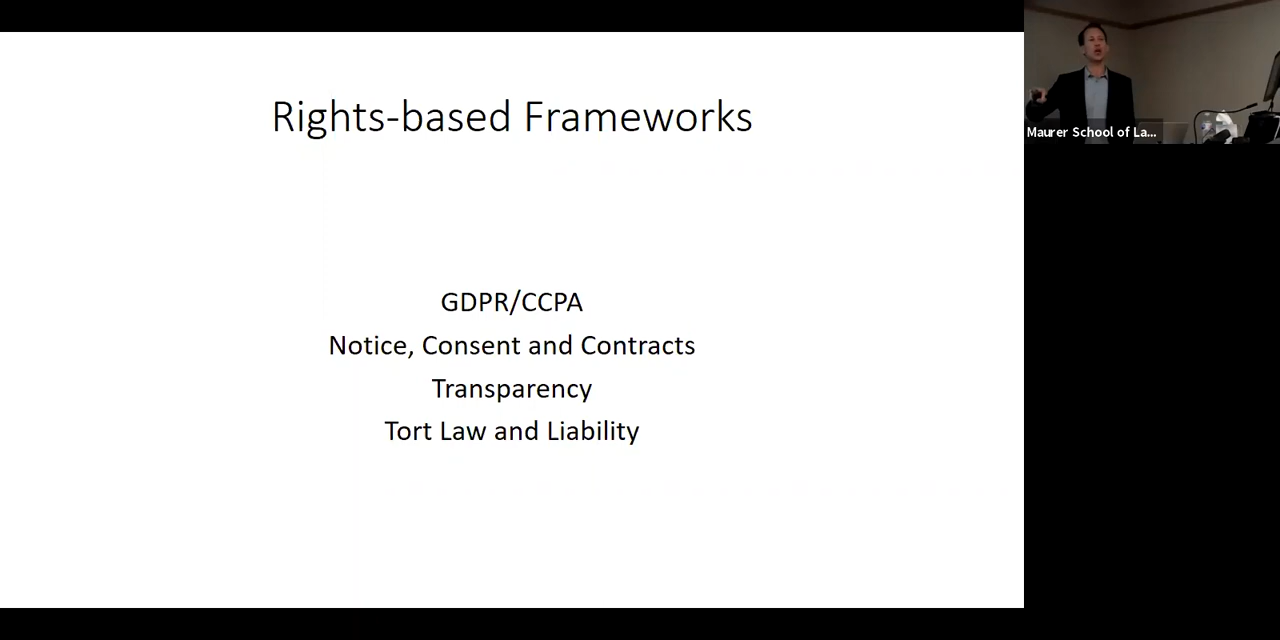 Rights-based Frameworks
GDPR/CCPA
Notice, Consent and Contracts
Transparency
Tort Law and Liability
Maurer School of La...